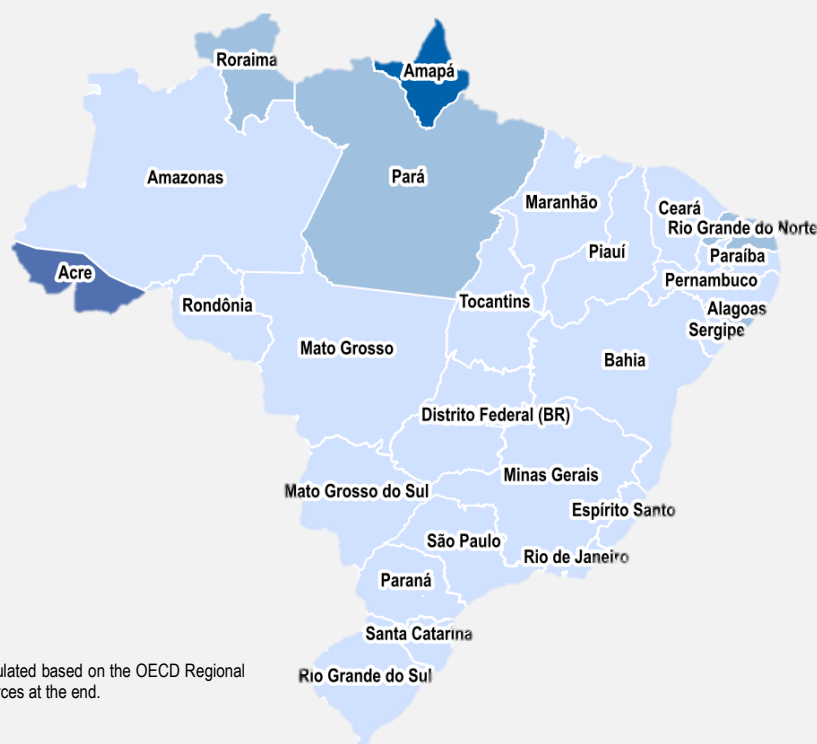 Roraima
Amapá
Amazonas
Pará
Maranhão
Ceará
Rio Grande do Norte
Piauí
Paraíba
Acre
Pernambuco
Rondônia
Tocantins
Alagoas
Sergipe
Mato Grosso
Bahia
Distrito Federal (BR)
Minas Gerais
Mato Grosso do Sul
Espírito Santo
São Paulo
Rio de Janeiro
Paraná
Santa Catarina
ulated based on the OECD Regional
Rio Grande do Sul
rces at the end.